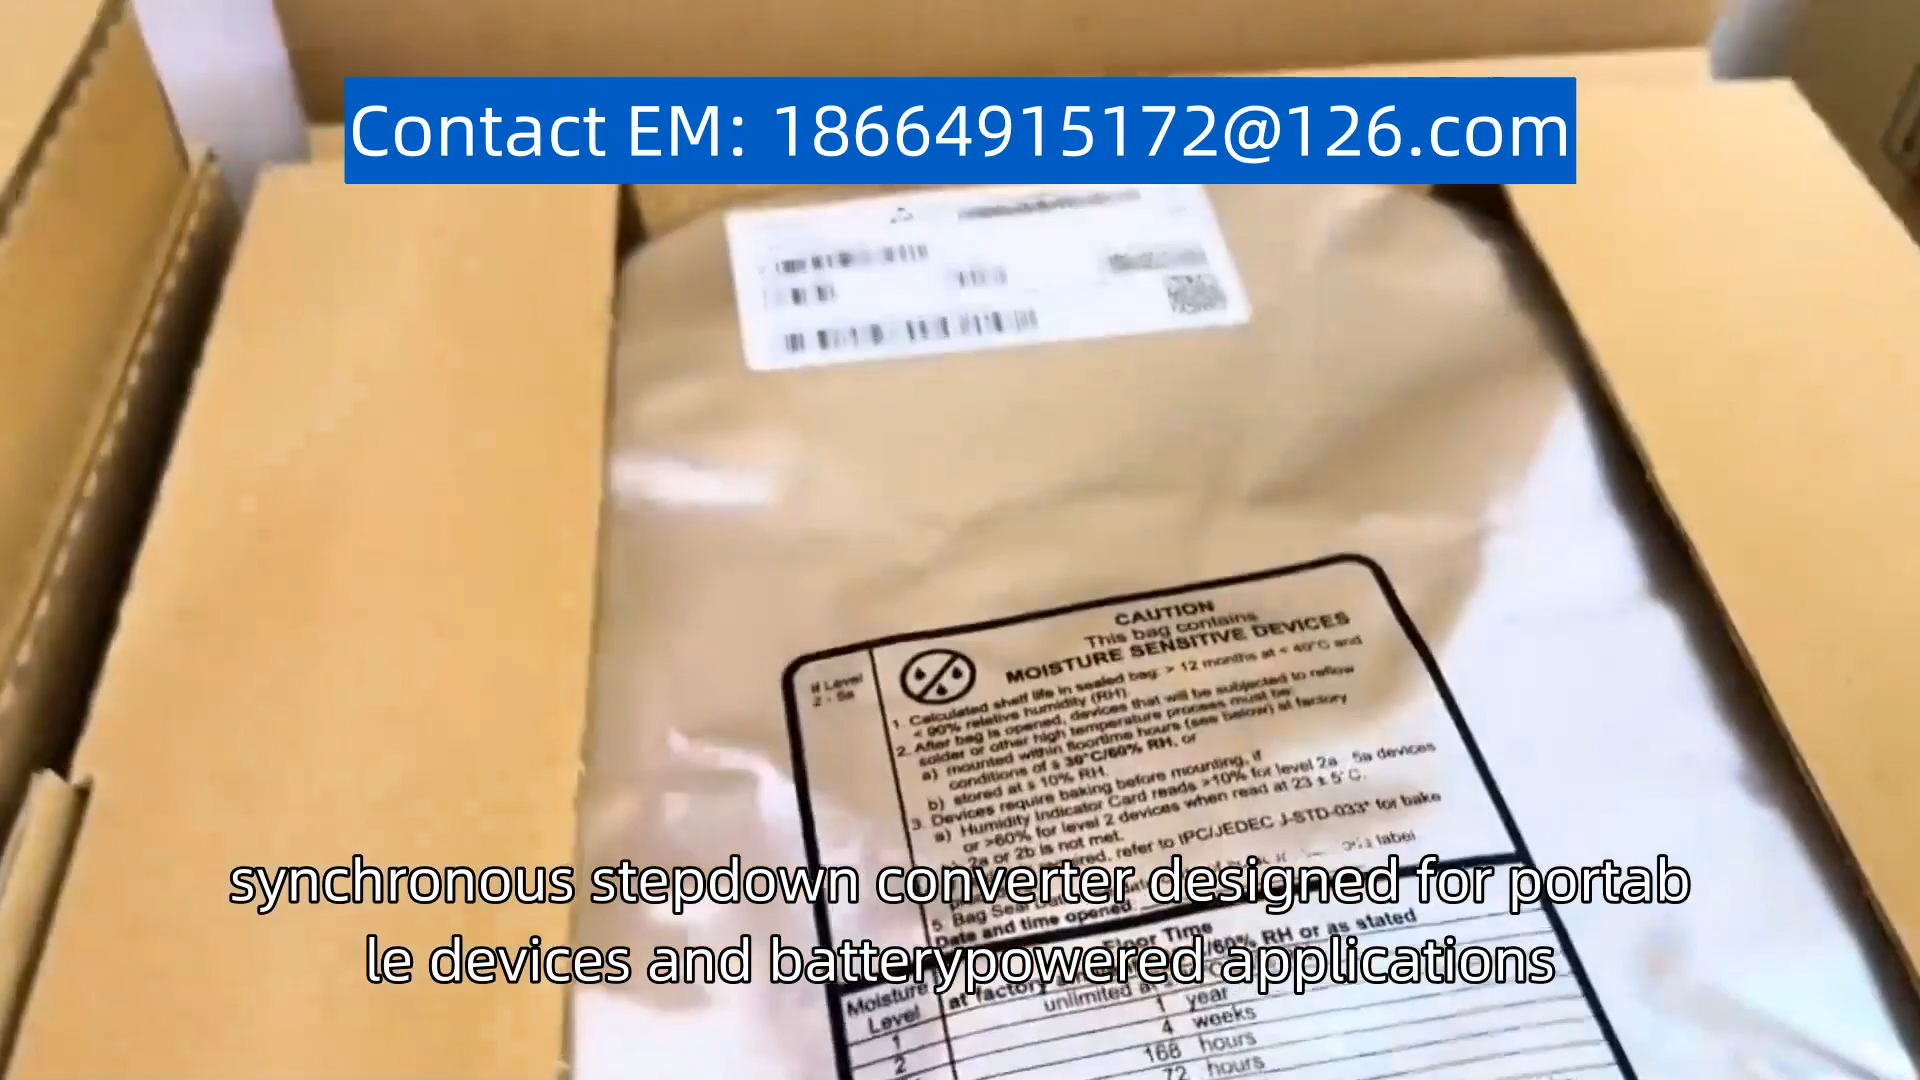 Contact EM: 18664915172@126.com
CAUTION
This bag contains
MOISTURE SENSITIVE DEVICES
If Level
2 - 5a
1. Calculated shelf life in sealed bag: > 12 months at < 40°C and
< 90% relative humidity (RH).
2. After bag is opened, devices that will be subjected to reflow
solder or other high temperature process must be:
a) mounted within floortime hours (see below) at factory
conditions of ≤ 30°C/60% RH, or
b) stored at ≤ 10% RH.
3. Devices require baking before mounting, if
a) Humidity Indicator Card reads >10% for level 2a 5a devices
or >60% for level 2 devices when read at 23 ± 5°C.
2a or 2b is not met.
refer to IPC/JEDEC J-STD-033* for bake
label
5. Bag Seal
Date and time opened
synchronous stepdown converter designed for portab
le devices and batterypowered applications
Floor Time
/60% RH or as stated
Moisture
Level
at factory
unlimited
1 1 year
2 4 weeks
168 hours
72 hours